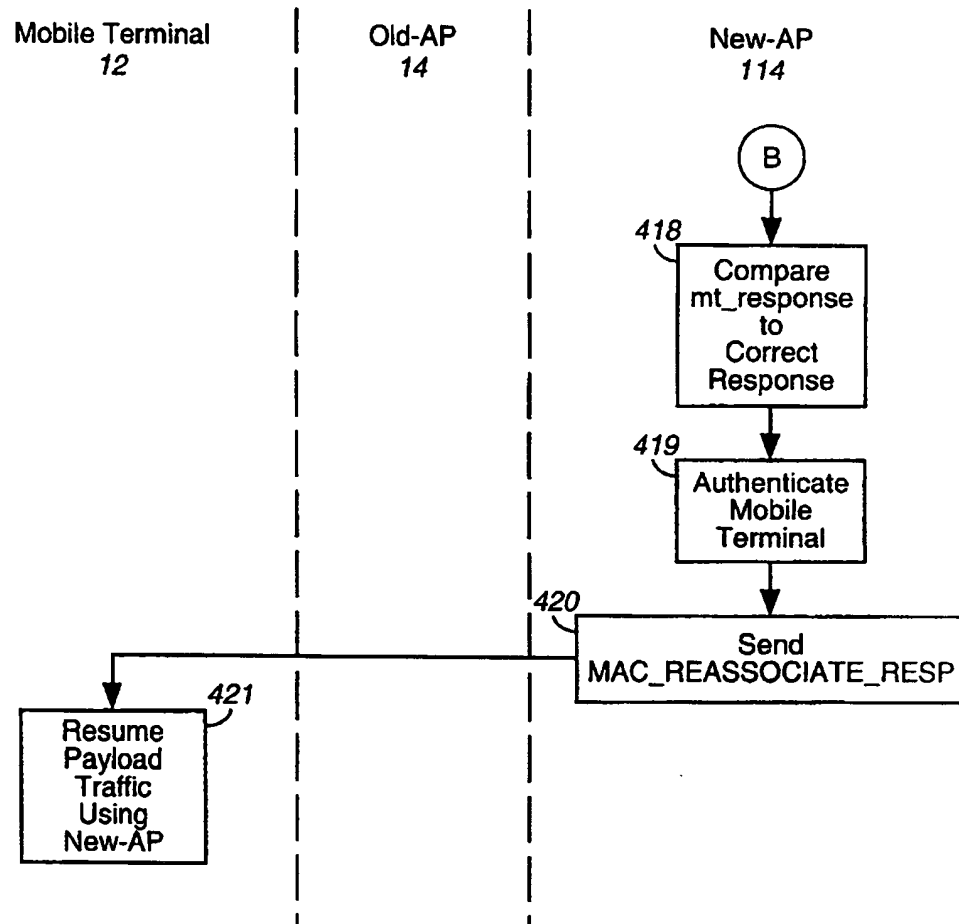 Mobile Terminal
12
Old-AP
14
New-AP
114
B
418
Compare
mt_response
to
Correct
Response
419
Authenticate
Mobile
Terminal
420
Send
MAC_REASSOCIATE_RESP
421
Resume
Payload
Traffic
Using
New-AP